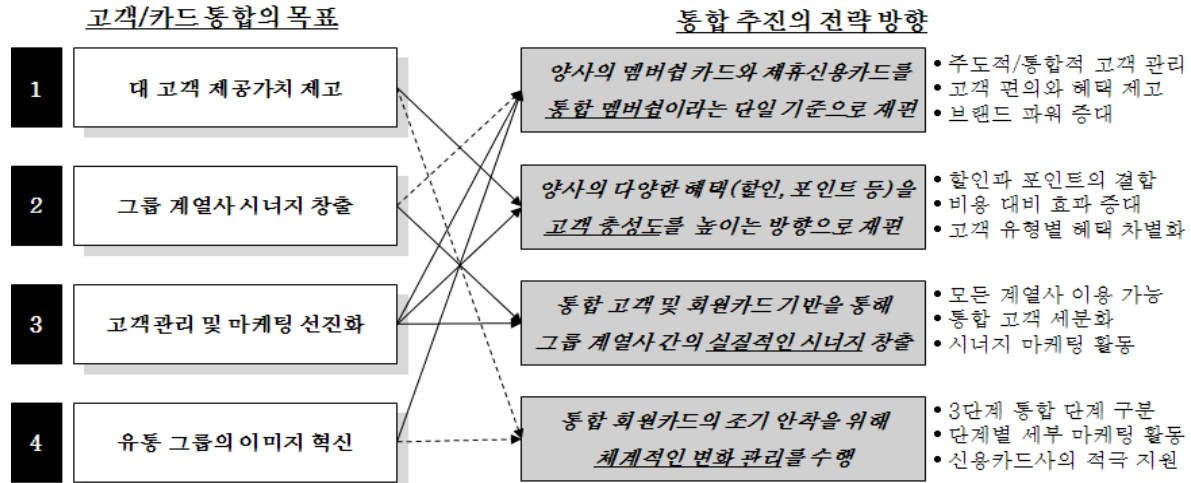 고객/카드 통합의 목표
통합 추진의 전략 방향
1
대 고객 제공가치 제고
양사의 멤버쉽 카드와 제휴신용카드를
통합 멤버쉽이라는 단일 기준으로 재편
• 주도적/통합적 고객 관리
• 고객 편의와 혜택 제고
• 브랜드 파워 증대
2
그룹 계열사 시너지 창출
양사의 다양한 혜택(할인, 포인트 등)을
고객 충성도를 높이는 방향으로 재편
• 할인과 포인트의 결합
• 비용 대비 효과 증대
• 고객 유형별 혜택 차별화
3
고객관리 및 마케팅 선진화
통합 고객 및 회원카드 기반을 통해
그룹 계열사 간의 실질적인 시너지 창출
• 모든 계열사 이용 가능
• 통합 고객 세분화
• 시너지 마케팅 활동
4
유통 그룹의 이미지 혁신
통합 회원카드의 조기 안착을 위해
체계적인 변화 관리를 수행
• 3단계 통합 단계 구분
• 단계별 세부 마케팅 활동
• 신용카드사의 적극 지원